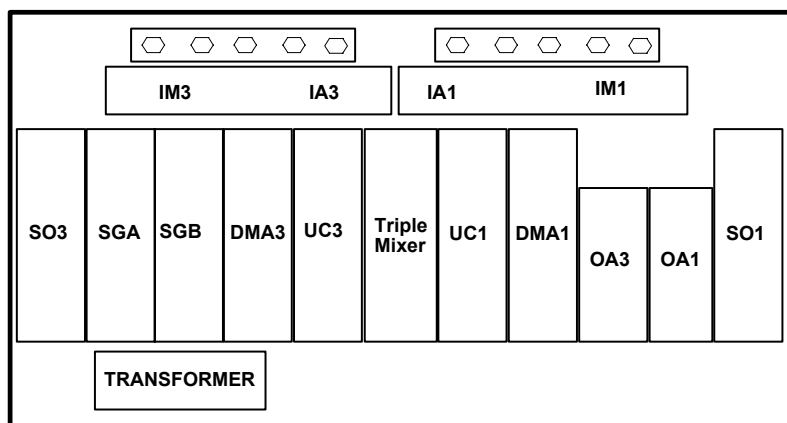 IM3 IA3 IA1 IM1
SO3 SGA SGB DMA3 UC3 Triple Mixer UC1 DMA1 OA3 OA1 SO1
TRANSFORMER